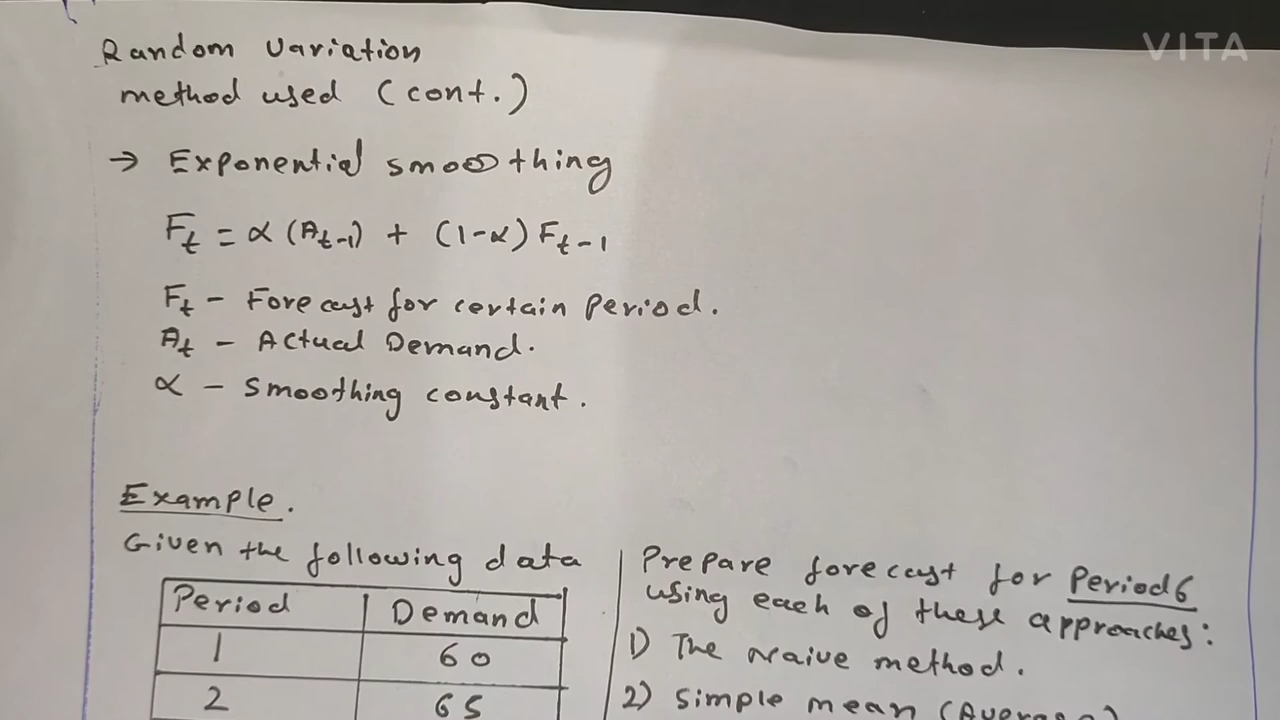 Random variation
method used (cont.)
→ Exponential smoothing
Fₜ = α (Aₜ₋₁) + (1-α) Fₜ₋₁
Fₜ - Forecast for certain Period.
Aₜ - Actual Demand.
α - Smoothing constant.
Example.
Given the following data
Period Demand
1 60
2 65
Prepare forecast for Period 6
using each of these approaches:
1) The naive method.
2) Simple mean (Average)
VITA